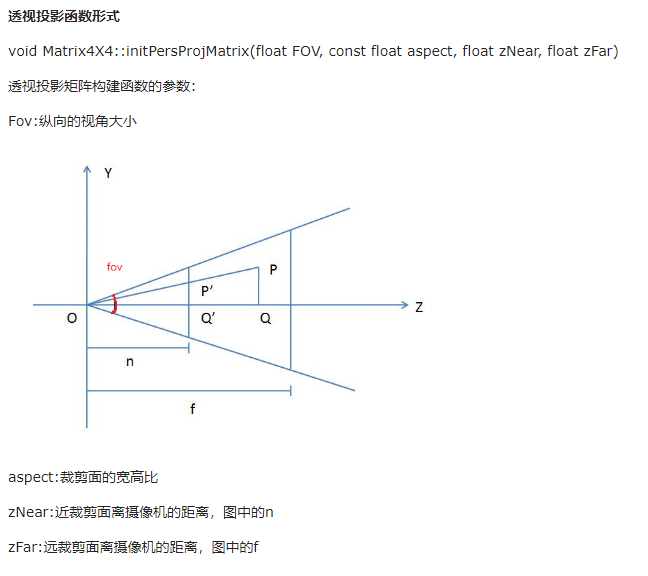 透视投影函数形式
void Matrix4X4::initPersProjMatrix(float FOV, const float aspect, float zNear, float zFar)
透视投影矩阵构建函数的参数:
Fov:纵向的视角大小
Y
fov
P
P′
Z
O
Q′
Q
n
f
aspect:裁剪面的宽高比
zNear:近裁剪面离摄像机的距离，图中的n
zFar:远裁剪面离摄像机的距离，图中的f